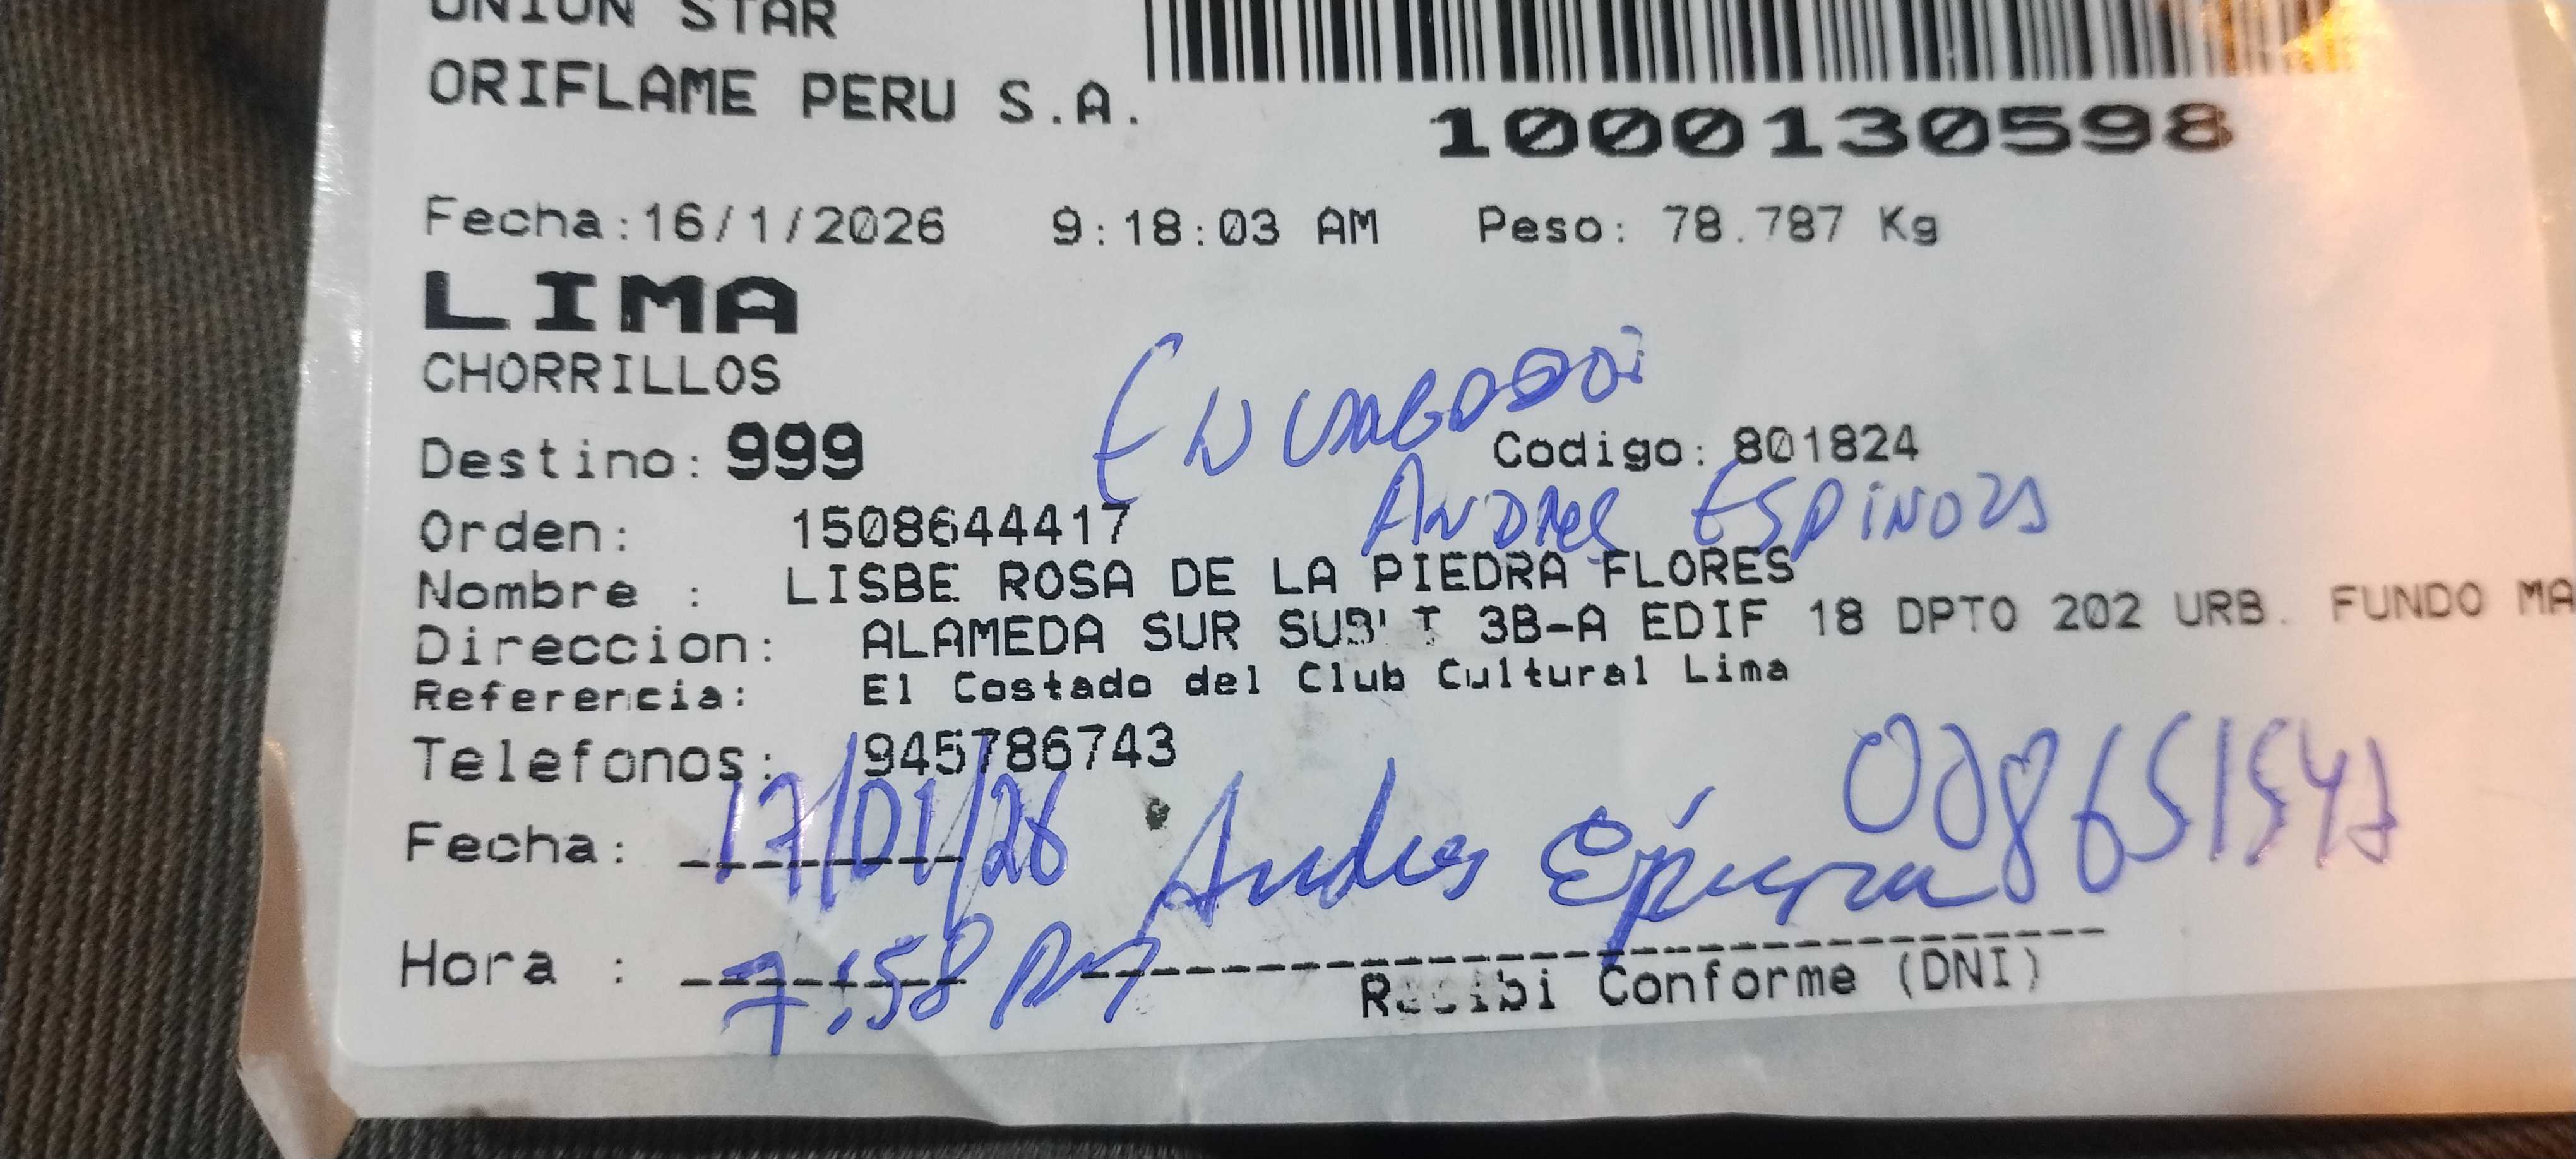 UNION STAR
ORIFLAME PERU S.A.
1000130598
Fecha:16/1/2026 9:18:03 AM Peso: 78.787 Kg
LIMA
CHORRILLOS
Destino: 999
Codigo: 801824
Andres Espinoza
Orden: 1508644417
Nombre : LISBE ROSA DE LA PIEDRA FLORES
Direccion: ALAMEDA SUR 3B-A EDIF 18 DPTO 202 URB. FUNDO MA
Referencia: El Costado del Club Cultural Lima
Telefonos: 945786743
Fecha: 17/01/26 Andres
Hora : 7:58 PM
Recibi Conforme (DNI)